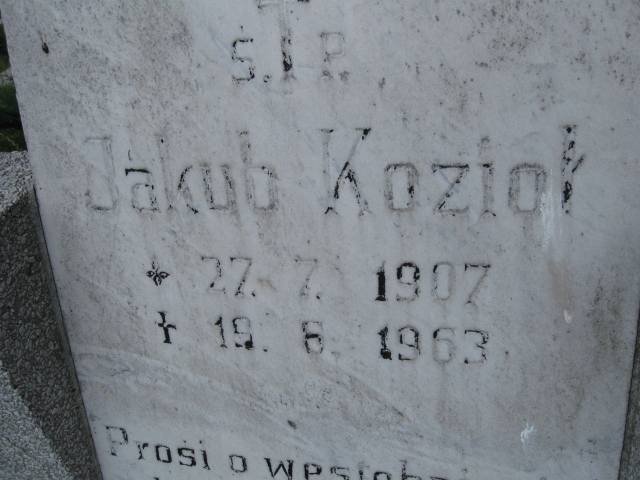 Ś. † P.
Jakub Kozioł
* 27. 7. 1907
† 19. 6. 1963
Prosi o